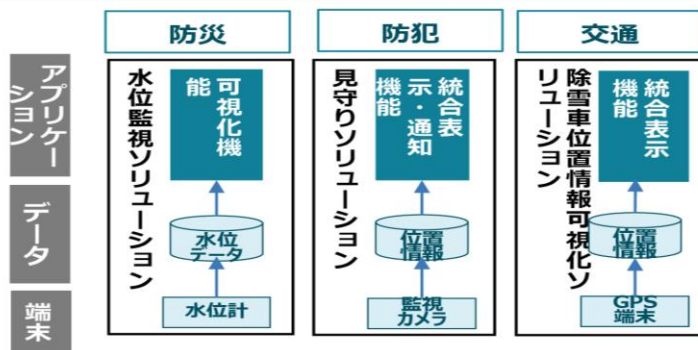 防災
防犯
交通
アプリケー
ション
データ
端末
水位監視ソリューション
可視化機
能
水位
データ
水位計
見守りソリューション
統合表
示・通知
機能
位置
情報
監視
カメラ
除雪車位置情報可視化ソ
リューション
統合表示
機能
位置
情報
GPS
端末